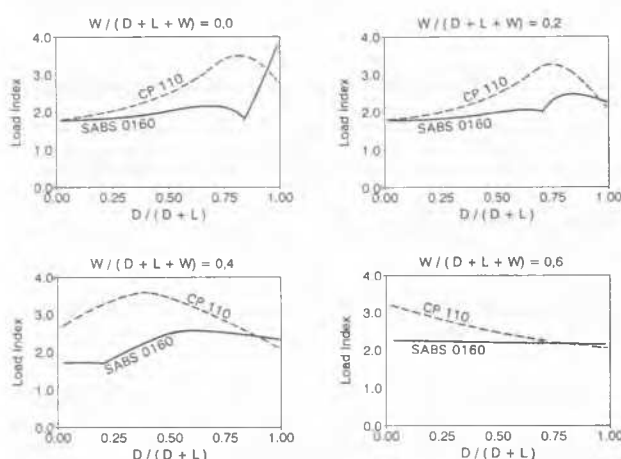 W/(D+L+W) = 0,0
4.0
3.0
2.0
1.0
0.0
Load Index
CP 110
SABS 0160
0.00 0.25 0.50 0.75 1.00
D/(D+L)
W/(D+L+W) = 0,2
4.0
3.0
2.0
1.0
0.0
Load Index
CP 110
SABS 0160
0.00 0.25 0.50 0.75 1.00
D/(D+L)
W/(D+L+W) = 0,4
4.0
3.0
2.0
1.0
0.0
Load Index
CP 110
SABS 0160
0.00 0.25 0.50 0.75 1.00
D/(D+L)
W/(D+L+W) = 0,6
4.0
3.0
2.0
1.0
0.0
Load Index
CP 110
SABS 0160
0.00 0.25 0.50 0.75 1.00
D/(D+L)